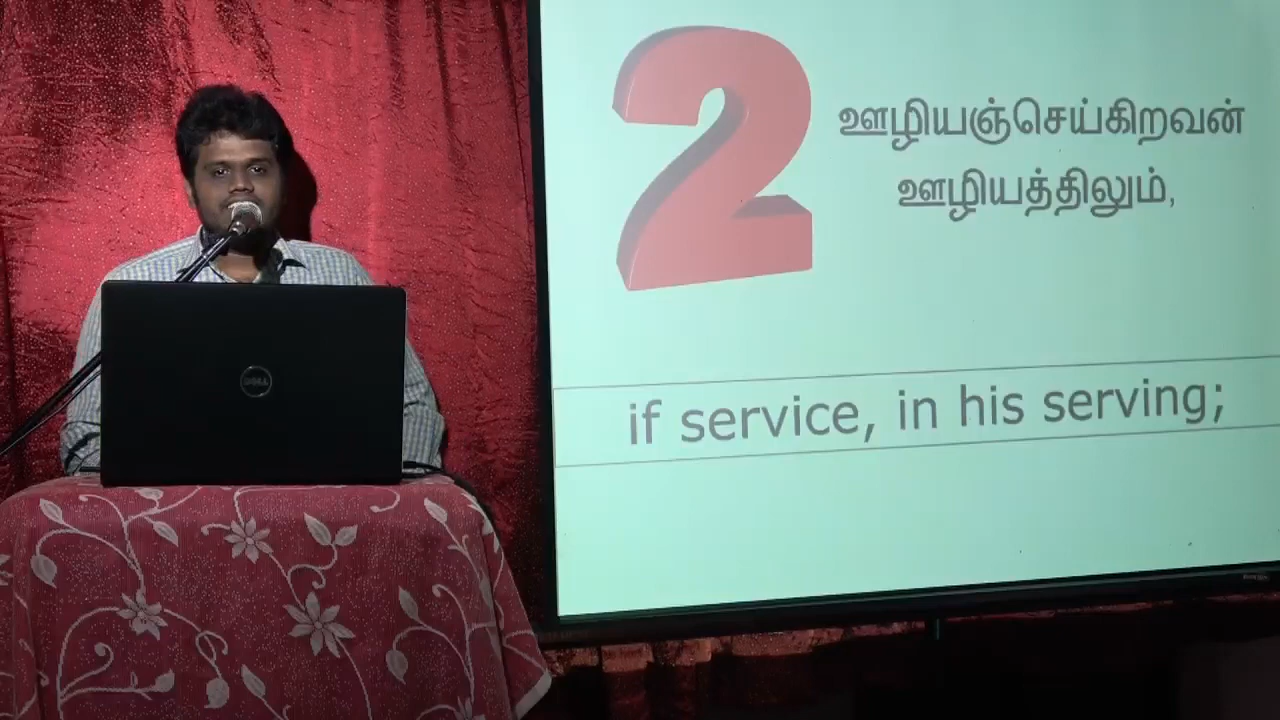 2
ஊழியஞ்செய்கிறவன்
ஊழியத்திலும்,
if service, in his serving;
DELL